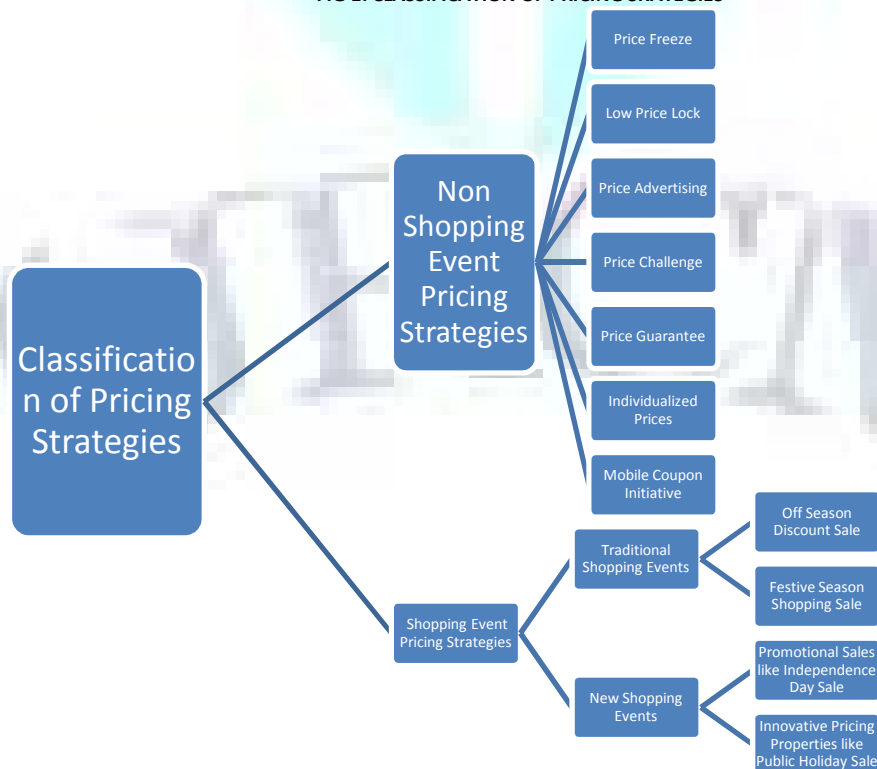 Price Freeze
Low Price Lock
Price Advertising
Non
Shopping
Event
Pricing
Strategies
Price Challenge
Price Guarantee
Classificatio
n of Pricing
Strategies
Individualized
Prices
Mobile Coupon
Initiative
Off Season
Discount Sale
Traditional
Shopping Events
Festive Season
Shopping Sale
Shopping Event
Pricing Strategies
Promotional Sales
like Independence
Day Sale
New Shopping
Events
Innovative Pricing
Properties like
Public Holiday Sale